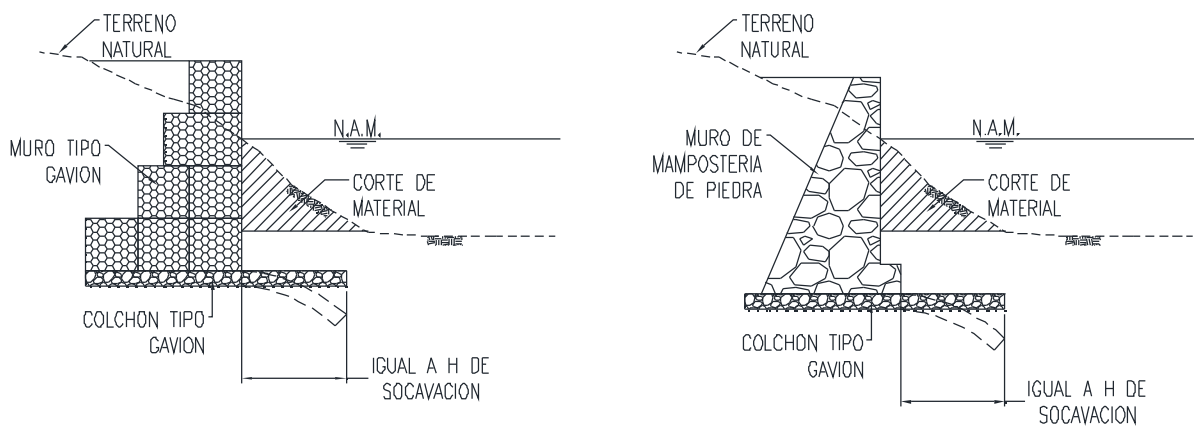 TERRENO
NATURAL
MURO TIPO
GAVION
N.A.M.
CORTE DE
MATERIAL
COLCHON TIPO
GAVION
IGUAL A H DE
SOCAVACION
TERRENO
NATURAL
MURO DE
MAMPOSTERIA
DE PIEDRA
N.A.M.
CORTE DE
MATERIAL
COLCHON TIPO
GAVION
IGUAL A H DE
SOCAVACION